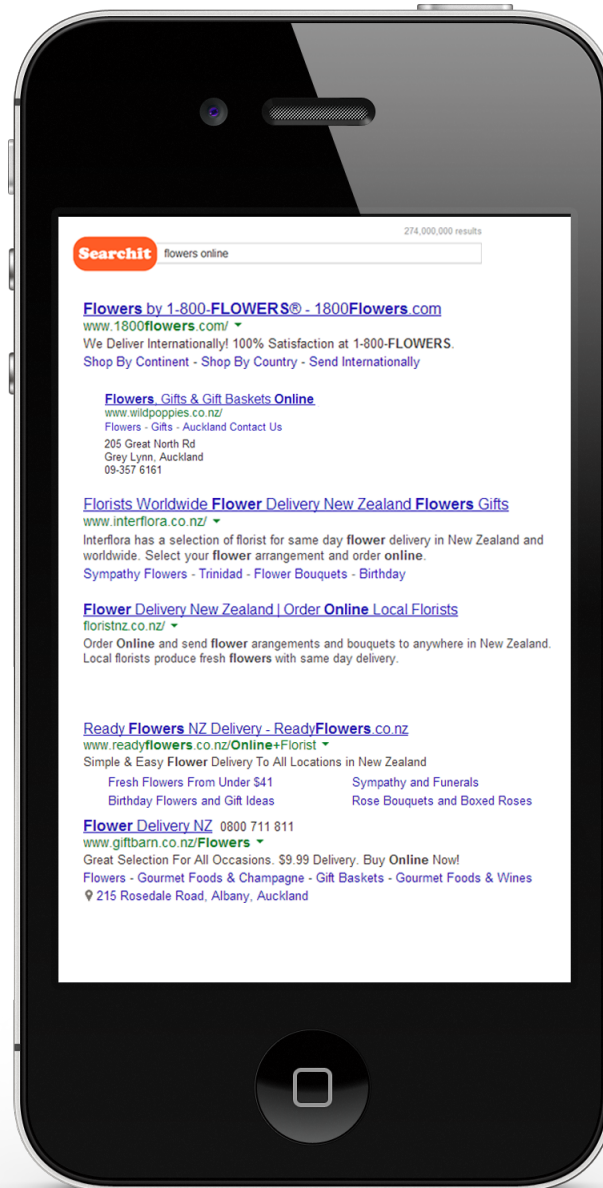 274,000,000 results
Searchit flowers online
Flowers by 1-800-FLOWERS® - 1800Flowers.com
www.1800flowers.com/
We Deliver Internationally! 100% Satisfaction at 1-800-FLOWERS.
Shop By Continent - Shop By Country - Send Internationally
Flowers, Gifts & Gift Baskets Online
www.wildpoppies.co.nz/
Flowers - Gifts - Auckland Contact Us
205 Great North Rd
Grey Lynn, Auckland
09-357 6161
Florists Worldwide Flower Delivery New Zealand Flowers Gifts
www.interflora.co.nz/
Interflora has a selection of florist for same day flower delivery in New Zealand and
worldwide. Select your flower arrangement and order online.
Sympathy Flowers - Trinidad - Flower Bouquets - Birthday
Flower Delivery New Zealand | Order Online Local Florists
floristnz.co.nz/
Order Online and send flower arangements and bouquets to anywhere in New Zealand.
Local florists produce fresh flowers with same day delivery.
Ready Flowers NZ Delivery - ReadyFlowers.co.nz
www.readyflowers.co.nz/Online+Florist
Simple & Easy Flower Delivery To All Locations in New Zealand
Fresh Flowers From Under $41 Sympathy and Funerals
Birthday Flowers and Gift Ideas Rose Bouquets and Boxed Roses
Flower Delivery NZ 0800 711 811
www.giftbarn.co.nz/Flowers
Great Selection For All Occasions. $9.99 Delivery. Buy Online Now!
Flowers - Gourmet Foods & Champagne - Gift Baskets - Gourmet Foods & Wines
215 Rosedale Road, Albany, Auckland